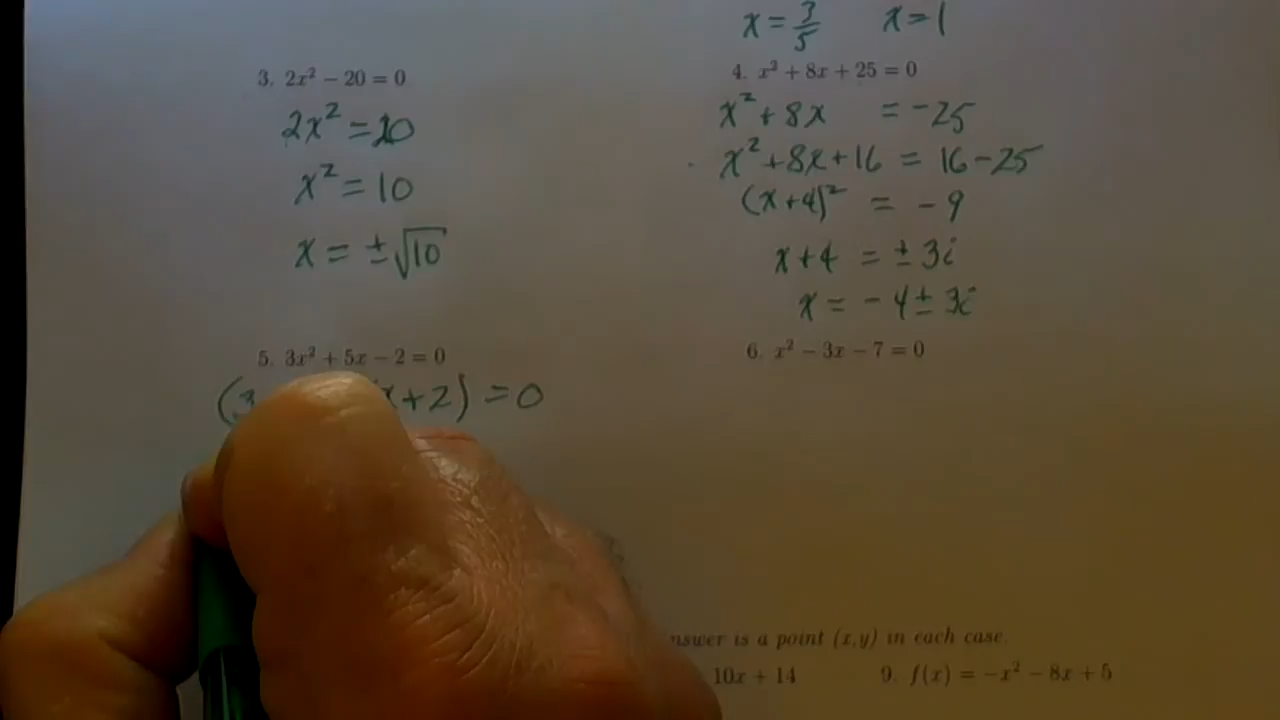 x = 3/5 x = 1
3. 2x² − 20 = 0
2x² = 20
x² = 10
x = ±√10
4. x² + 8x + 25 = 0
x² + 8x = −25
x² + 8x + 16 = 16 − 25
(x+4)² = −9
x + 4 = ±3i
x = −4 ± 3i
5. 3x² + 5x − 2 = 0
(3 x + 2) = 0
6. x² − 3x − 7 = 0
is a point (x, y) in each case.
10x + 14 9. f(x) = −x² − 8x + 5